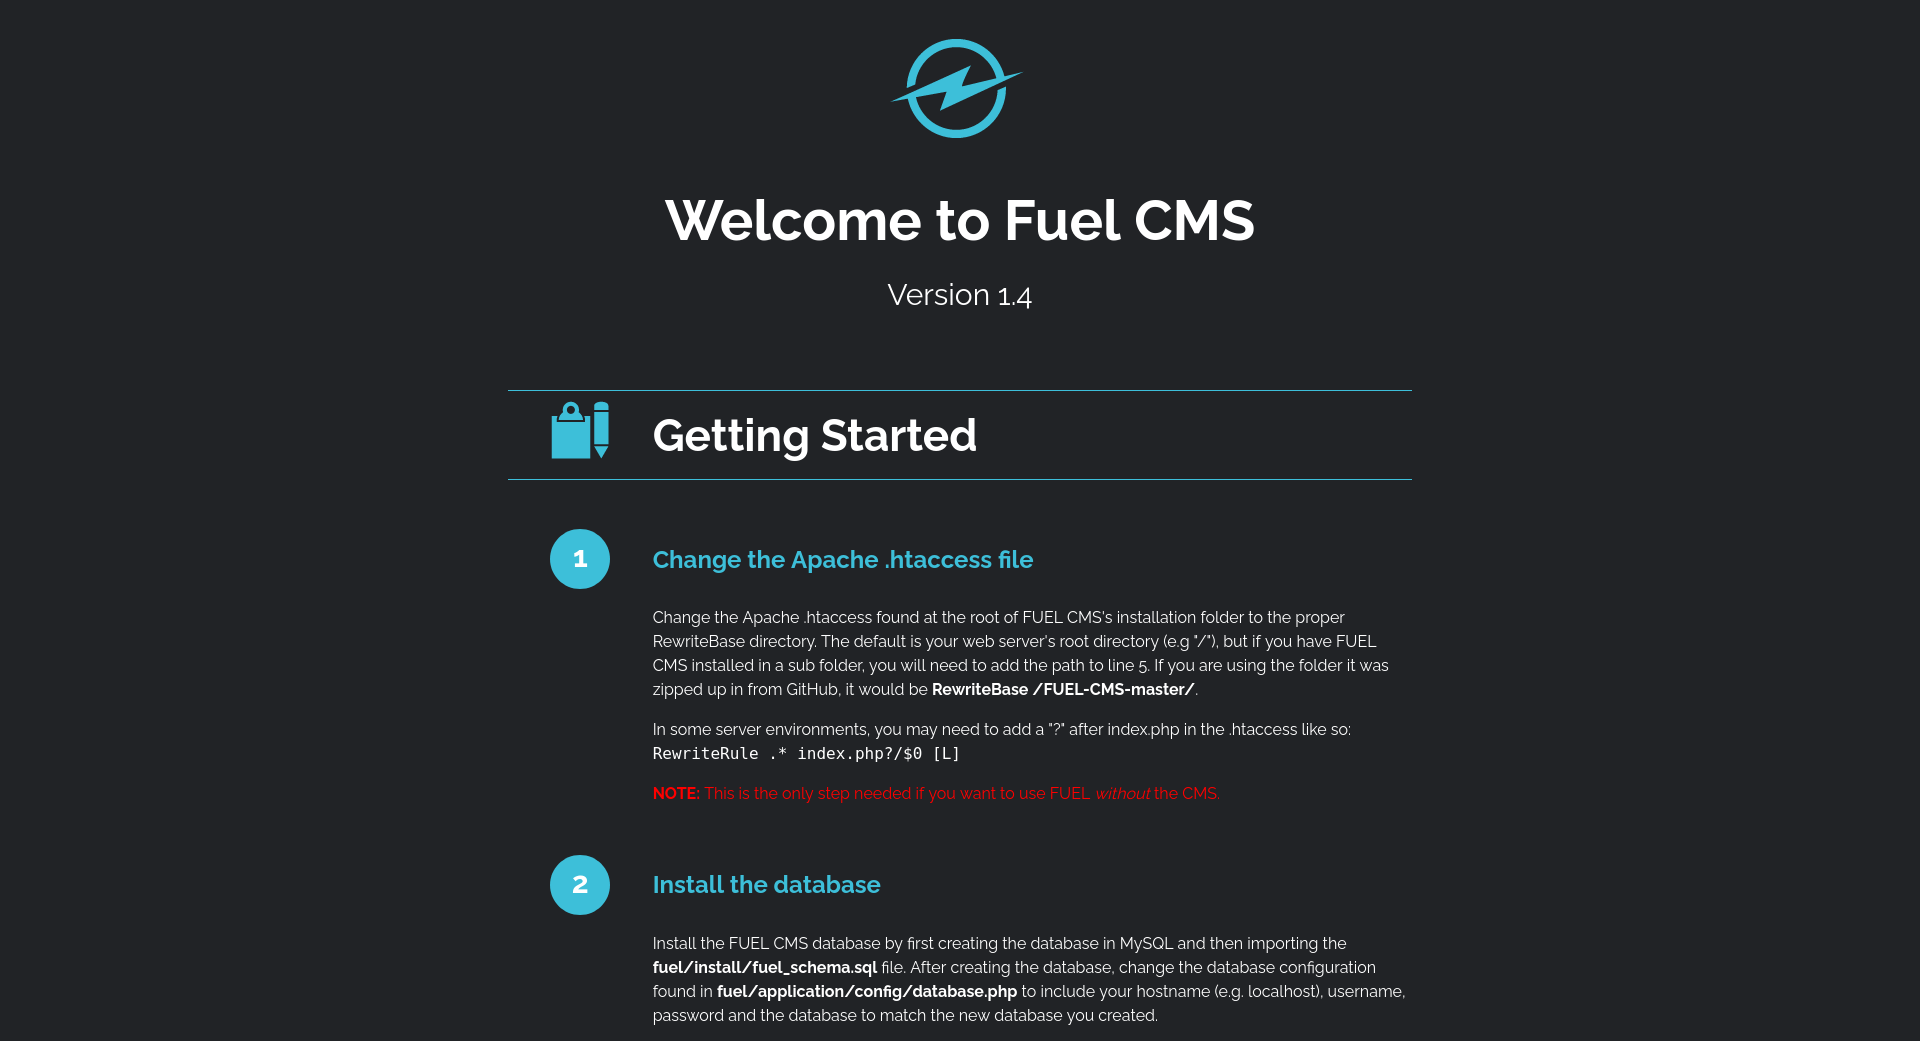 Welcome to Fuel CMS
Version 1.4
Getting Started
1
Change the Apache .htaccess file
Change the Apache .htaccess found at the root of FUEL CMS's installation folder to the proper
RewriteBase directory. The default is your web server's root directory (e.g "/"), but if you have FUEL
CMS installed in a sub folder, you will need to add the path to line 5. If you are using the folder it was
zipped up in from GitHub, it would be RewriteBase /FUEL-CMS-master/.
In some server environments, you may need to add a "?" after index.php in the .htaccess like so:
RewriteRule .* index.php?/$0 [L]
NOTE: This is the only step needed if you want to use FUEL without the CMS.
2
Install the database
Install the FUEL CMS database by first creating the database in MySQL and then importing the
fuel/install/fuel_schema.sql file. After creating the database, change the database configuration
found in fuel/application/config/database.php to include your hostname (e.g. localhost), username,
password and the database to match the new database you created.